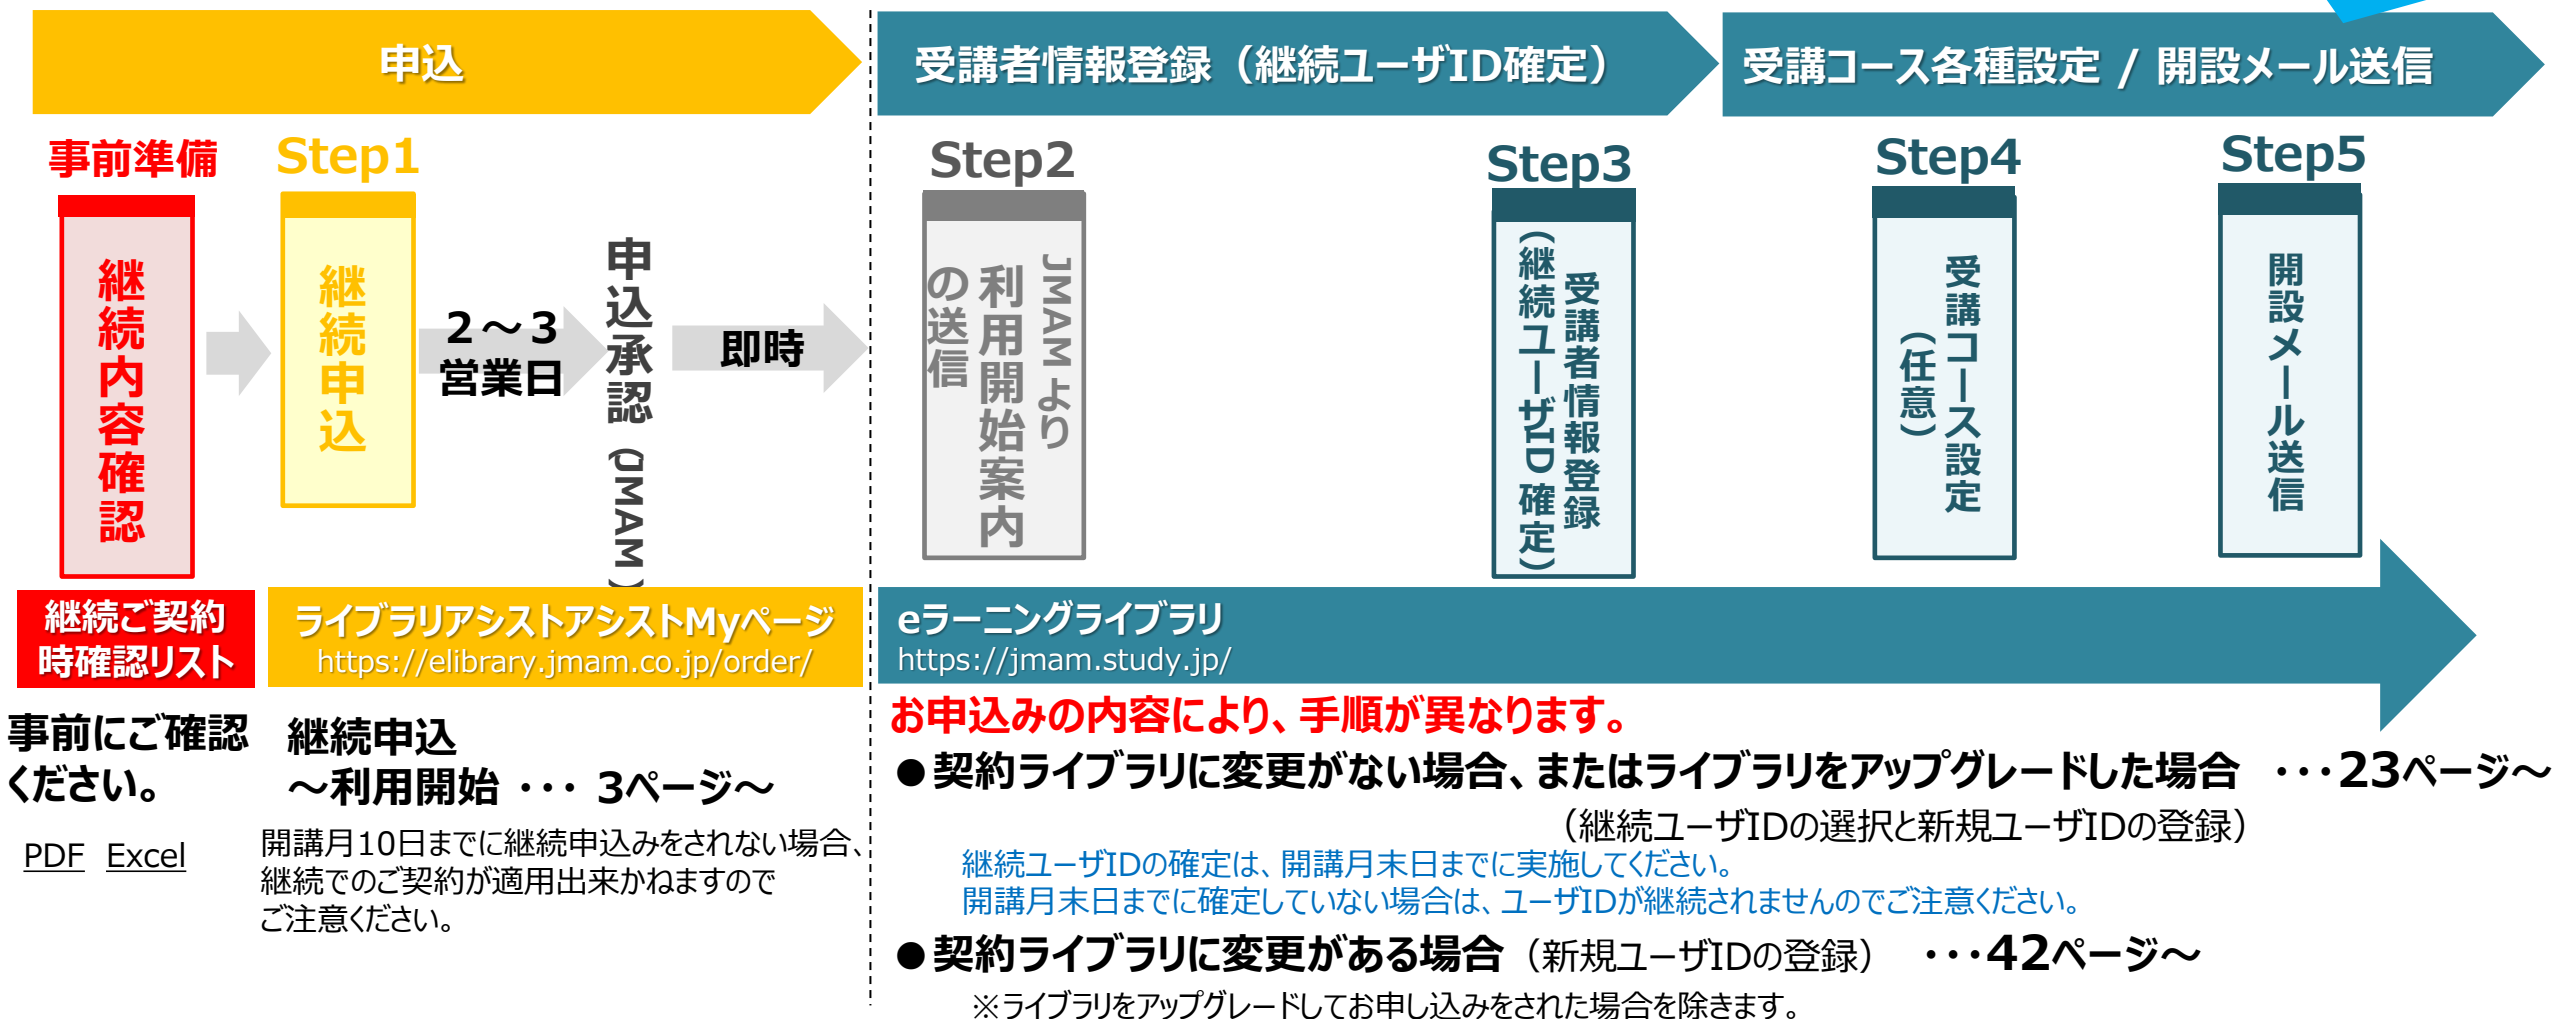 申込
受講者情報登録（継続ユーザID確定）
受講コース各種設定 / 開設メール送信
事前準備
継続内容確認
Step1
継続申込
２～３
営業日
申込承認（JMAM）
即時
Step2
JMAMより
利用開始案内
の送信
Step3
受講者情報登録
（継続ユーザID確定）
Step4
受講コース設定
（任意）
Step5
開設メール送信
継続ご契約
時確認リスト
ライブラリアシストアシストMyページ
https://elibrary.jmam.co.jp/order/
eラーニングライブラリ
https://jmam.study.jp/
事前にご確認
ください。
PDF Excel
継続申込
～利用開始 ・・・ 3ページ～
開講月10日までに継続申込みをされない場合、
継続でのご契約が適用出来かねますので
ご注意ください。
お申込みの内容により、手順が異なります。
●契約ライブラリに変更がない場合、またはライブラリをアップグレードした場合 ・・・23ページ～
（継続ユーザIDの選択と新規ユーザIDの登録）
継続ユーザIDの確定は、開講月末日までに実施してください。
開講月末日までに確定していない場合は、ユーザIDが継続されませんのでご注意ください。
●契約ライブラリに変更がある場合（新規ユーザIDの登録） ・・・42ページ～
※ライブラリをアップグレードしてお申し込みをされた場合を除きます。